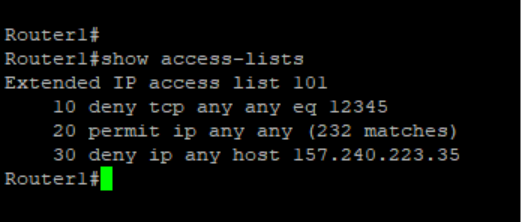 Router1#
Router1#show access-lists
Extended IP access list 101
    10 deny tcp any any eq 12345
    20 permit ip any any (232 matches)
    30 deny ip any host 157.240.223.35
Router1#